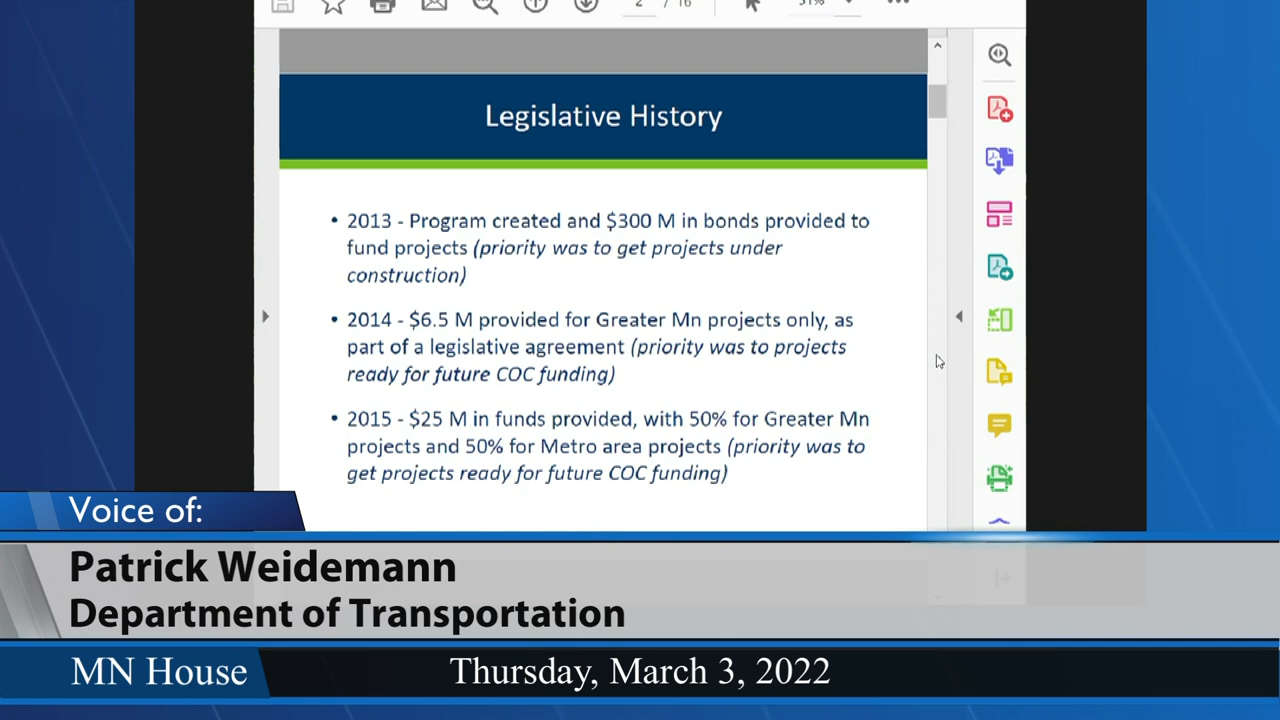 2 / 16
51%
Legislative History
• 2013 - Program created and $300 M in bonds provided to
fund projects (priority was to get projects under
construction)
• 2014 - $6.5 M provided for Greater Mn projects only, as
part of a legislative agreement (priority was to projects
ready for future COC funding)
• 2015 - $25 M in funds provided, with 50% for Greater Mn
projects and 50% for Metro area projects (priority was to
get projects ready for future COC funding)
Voice of:
Patrick Weidemann
Department of Transportation
MN House
Thursday, March 3, 2022